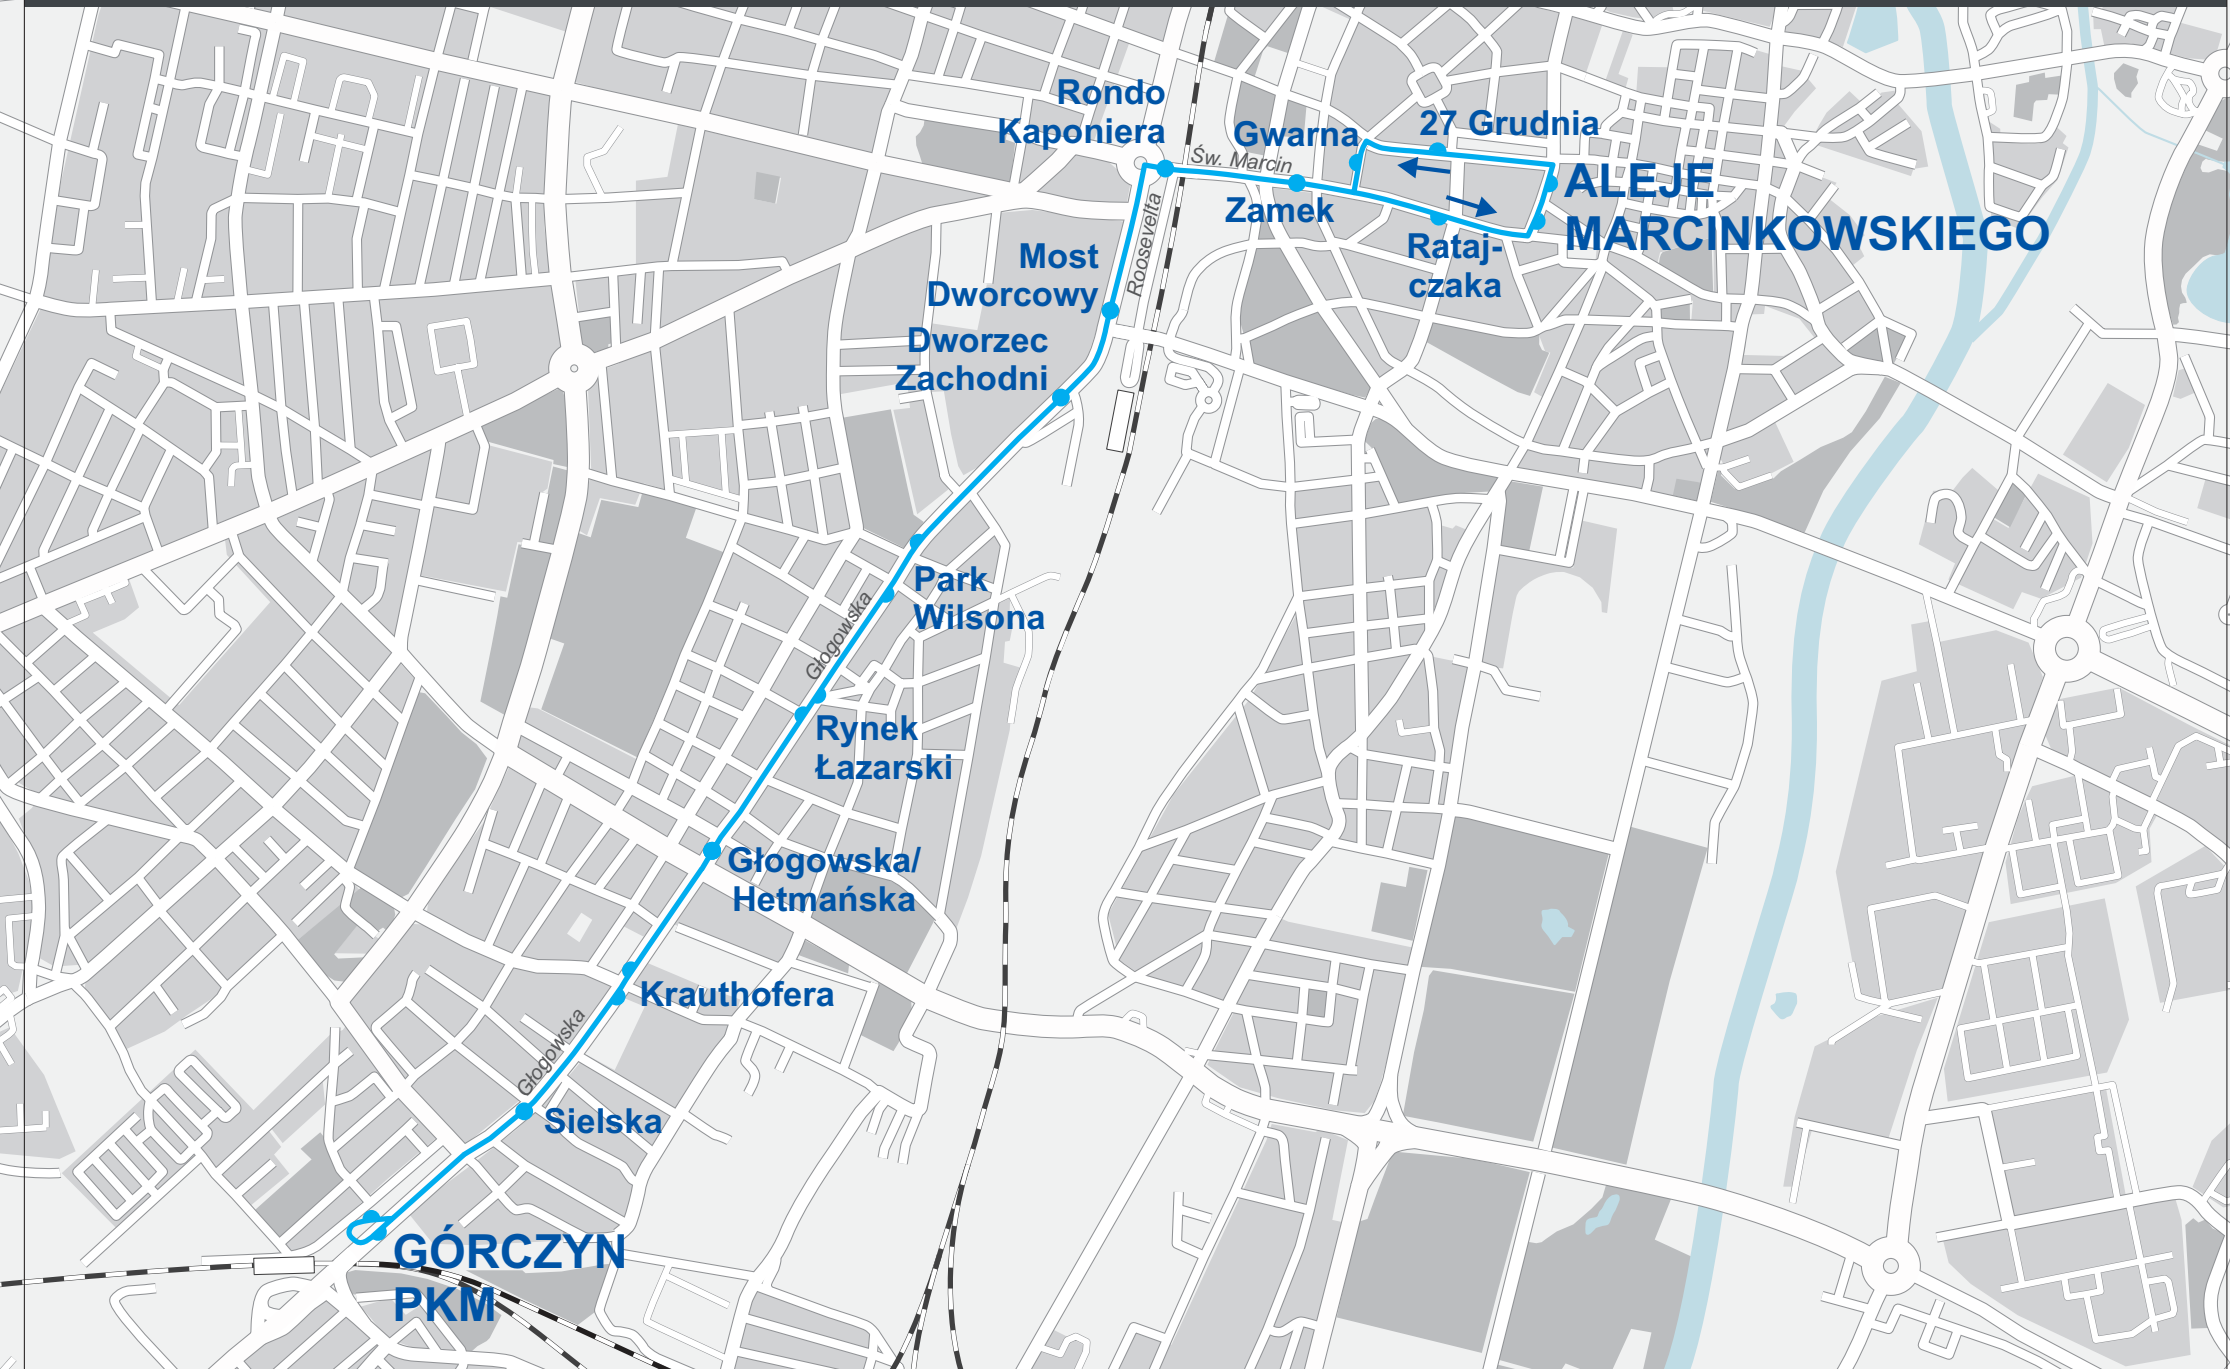 Rondo
Kaponiera
Św. Marcin
Gwarna
27 Grudnia
ALEJE
MARCINKOWSKIEGO
Zamek
Rataj-
czaka
Roosevelta
Most
Dworcowy
Dworzec
Zachodni
Park
Wilsona
Głogowska
Rynek
Łazarski
Głogowska/
Hetmańska
Krauthofera
Głogowska
Sielska
GÓRCZYN
PKM